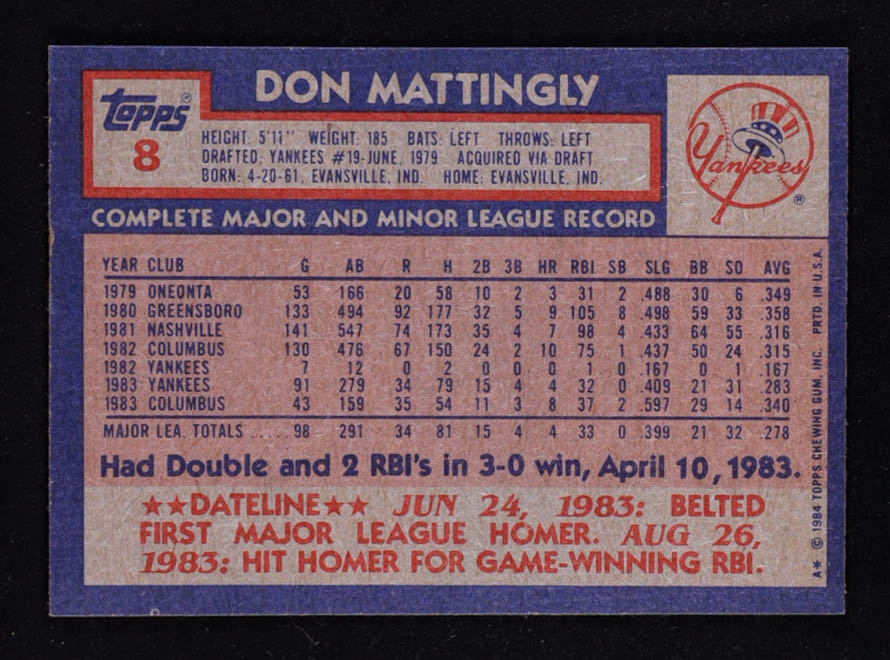 DON MATTINGLY
Topps®
8
HEIGHT: 5'11" WEIGHT: 185 BATS: LEFT THROWS: LEFT
DRAFTED: YANKEES #19-JUNE, 1979 ACQUIRED VIA DRAFT
BORN: 4-20-61, EVANSVILLE, IND. HOME: EVANSVILLE, IND.
Yankees
®
COMPLETE MAJOR AND MINOR LEAGUE RECORD
YEAR CLUB G AB R H 2B 3B HR RBI SB SLG BB SO AVG
1979 ONEONTA 53 166 20 58 10 2 3 31 2 .488 30 6 .349
1980 GREENSBORO 133 494 92 177 32 5 9 105 8 .498 59 33 .358
1981 NASHVILLE 141 547 74 173 35 4 7 98 4 .433 64 55 .316
1982 COLUMBUS 130 476 67 150 24 2 10 75 1 .437 50 24 .315
1982 YANKEES 7 12 0 2 0 0 0 1 0 .167 0 1 .167
1983 YANKEES 91 279 34 79 15 4 4 32 0 .409 21 31 .283
1983 COLUMBUS 43 159 35 54 11 3 8 37 2 .597 29 14 .340
MAJOR LEA. TOTALS ..... 98 291 34 81 15 4 4 33 0 .399 21 32 .278
Had Double and 2 RBI's in 3-0 win, April 10, 1983.
★★DATELINE★★ JUN 24, 1983: BELTED
FIRST MAJOR LEAGUE HOMER. AUG 26,
1983: HIT HOMER FOR GAME-WINNING RBI.
A* © 1984 TOPPS CHEWING GUM, INC. PRTD. IN U.S.A.